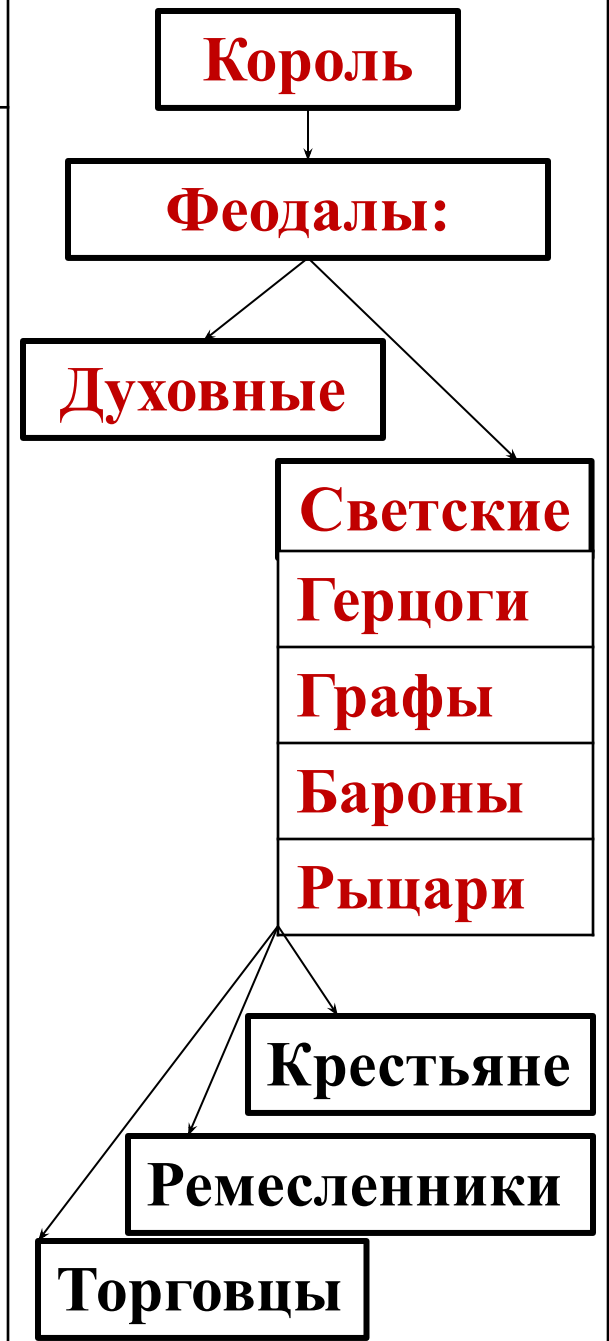 Король
Феодалы:
Духовные
Светские
Герцоги
Графы
Бароны
Рыцари
Крестьяне
Ремесленники
Торговцы